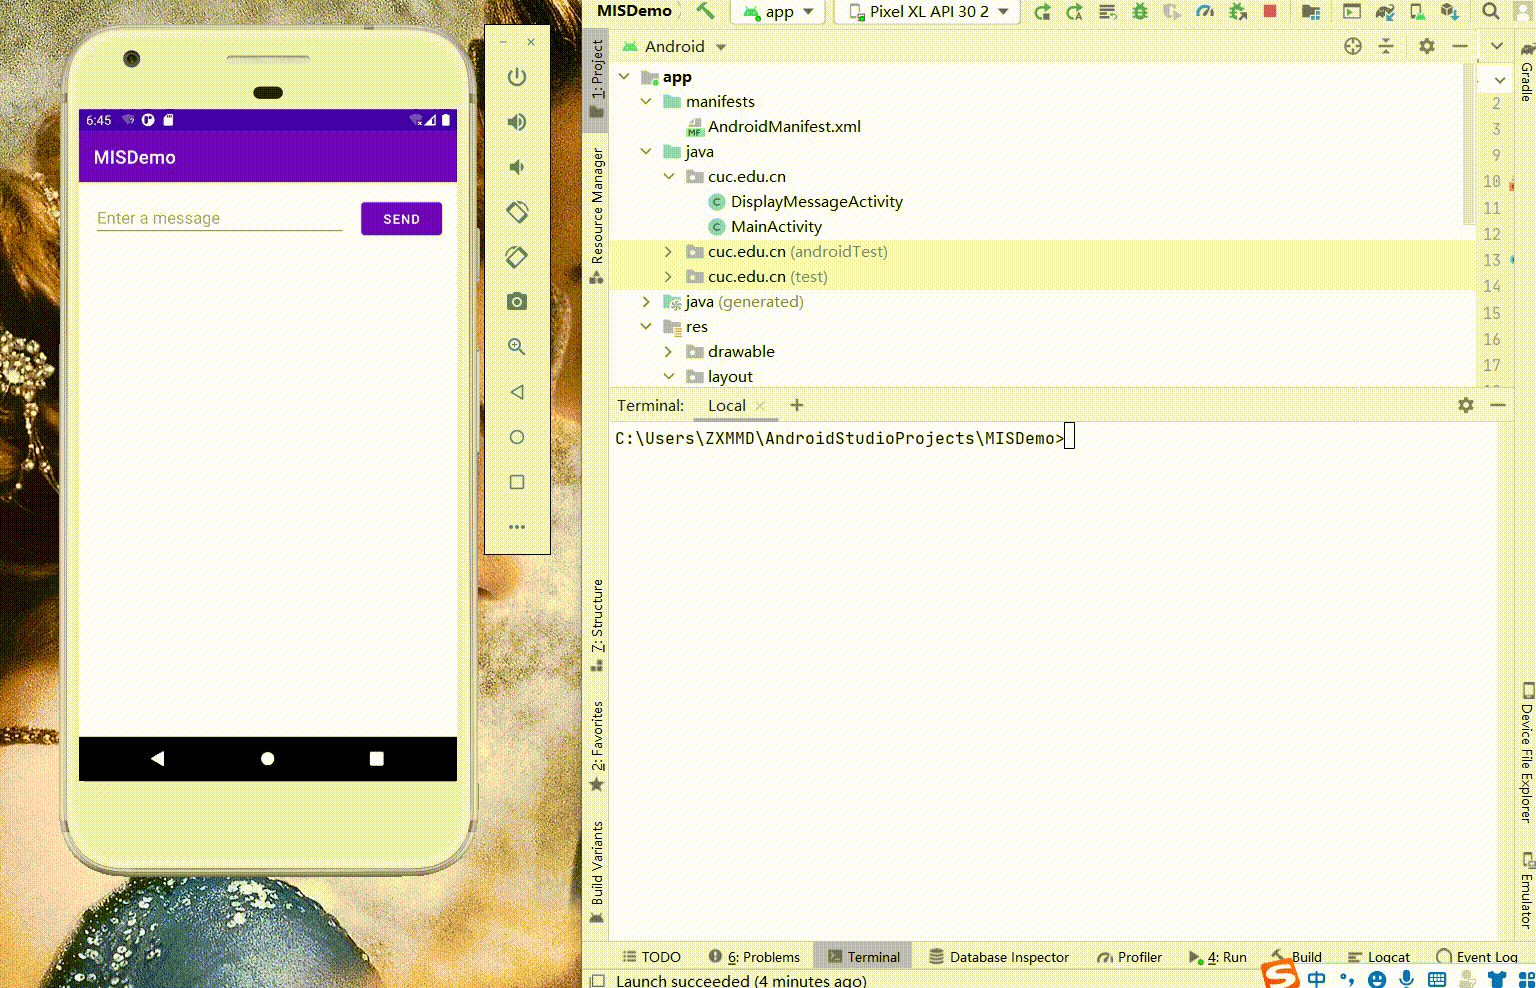 6:45
MISDemo
Enter a message
SEND
MISDemo
app
Pixel XL API 30 2
1: Project
Resource Manager
7: Structure
2: Favorites
Build Variants
Android
app
manifests
MF
AndroidManifest.xml
java
cuc.edu.cn
C DisplayMessageActivity
C MainActivity
cuc.edu.cn (androidTest)
cuc.edu.cn (test)
java (generated)
res
drawable
layout
2
3
9
10
11
12
13
14
15
16
17
Gradle
Device File Explorer
Emulator
Terminal:
Local
C:\Users\ZXMMD\AndroidStudioProjects\MISDemo>
TODO
6: Problems
Terminal
Database Inspector
Profiler
4: Run
Build
Logcat
Event Log
Launch succeeded (4 minutes ago)
S 中